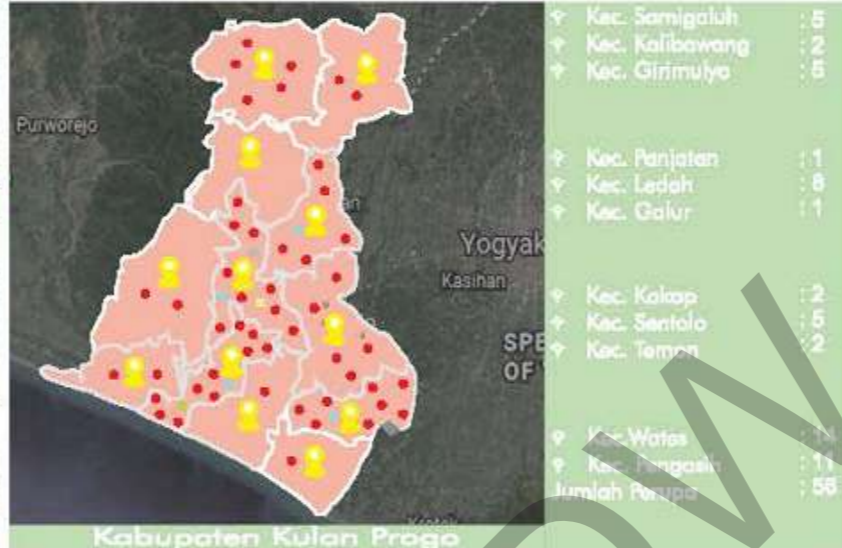 Kec. Samigaluh : 5
Kec. Kalibawang : 2
Kec. Girimulyo : 5
Kec. Panjatan : 1
Kec. Ledah : 8
Kec. Galur : 1
Kec. Kokap : 2
Kec. Sentolo : 5
Kec. Temon : 2
Kec. Wates : 14
Kec. Pengasih : 11
Jumlah Perupa : 56
Purworejo
Yogyak
Kasihan
SPE
OF
Kabupaten Kulan Progo